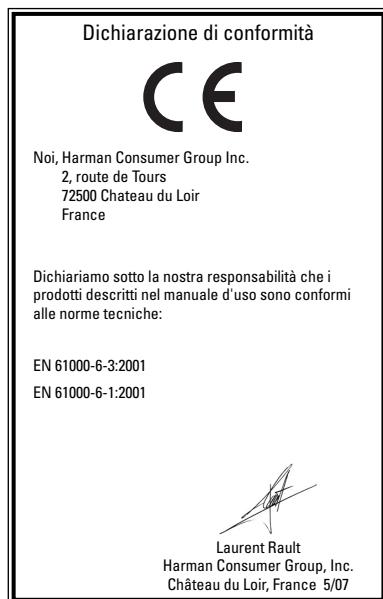 Dichiarazione di conformità
CE
Noi, Harman Consumer Group Inc.
2, route de Tours
72500 Chateau du Loir
France
Dichiariamo sotto la nostra responsabilità che i
prodotti descritti nel manuale d'uso sono conformi
alle norme tecniche:
EN 61000-6-3:2001
EN 61000-6-1:2001
Laurent Rault
Harman Consumer Group, Inc.
Château du Loir, France 5/07